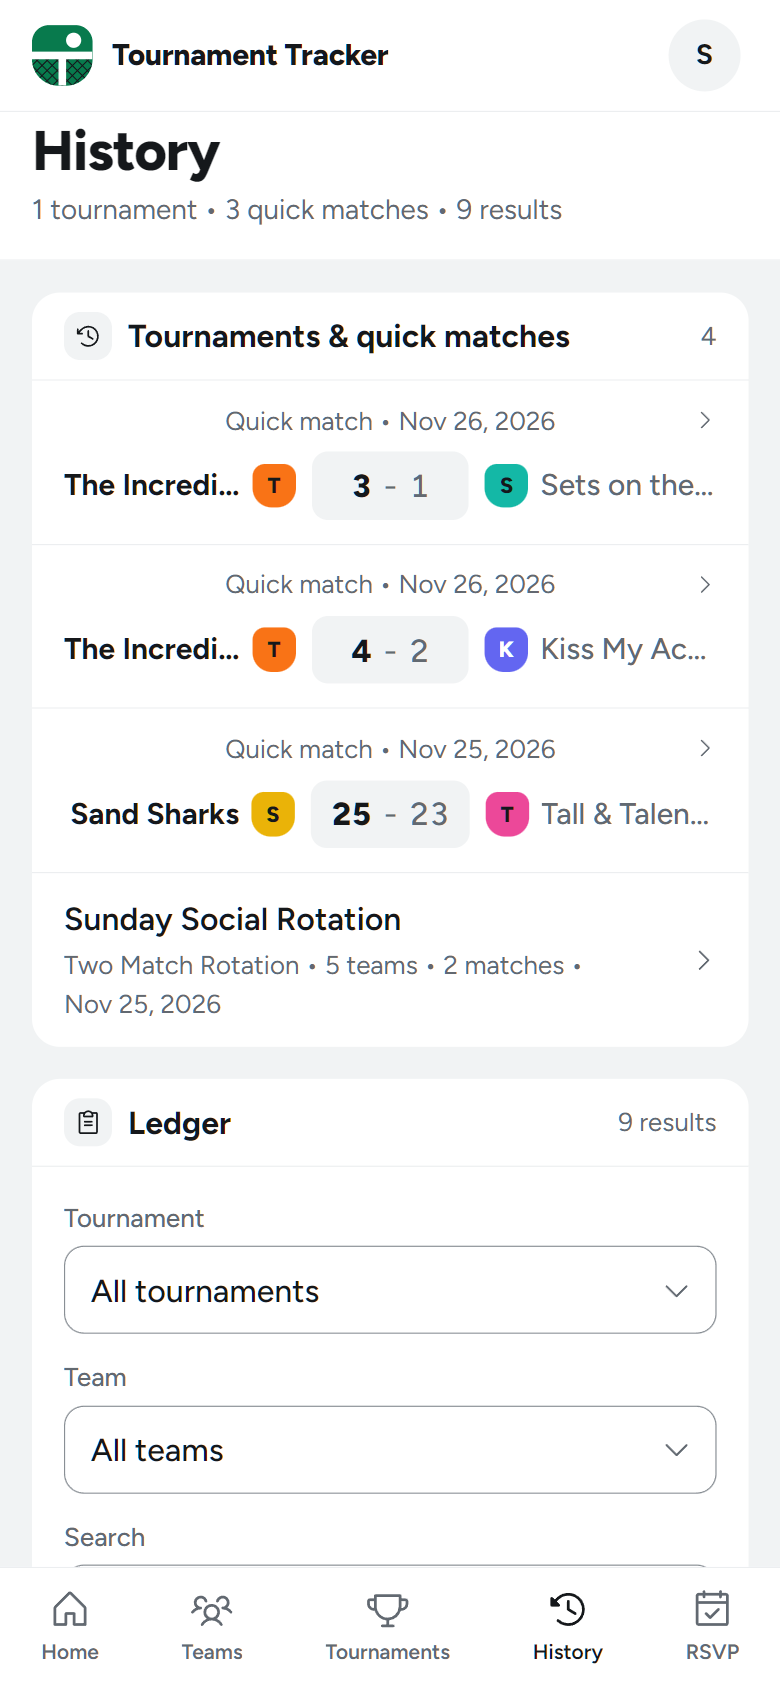 Tournament Tracker
S
History
1 tournament • 3 quick matches • 9 results
Tournaments & quick matches
4
Quick match • Nov 26, 2026
The Incredi... T 3 - 1 S Sets on the...
Quick match • Nov 26, 2026
The Incredi... T 4 - 2 K Kiss My Ac...
Quick match • Nov 25, 2026
Sand Sharks S 25 - 23 T Tall & Talen...
Sunday Social Rotation
Two Match Rotation • 5 teams • 2 matches •
Nov 25, 2026
Ledger
9 results
Tournament
All tournaments
Team
All teams
Search
Home
Teams
Tournaments
History
RSVP